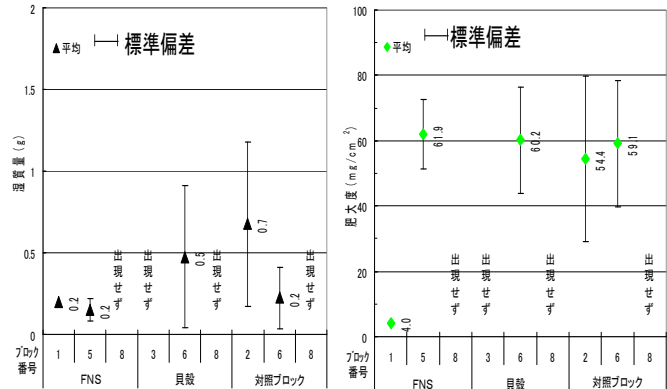 2
1.5
1
0.5
0
湿質量(g)
▲平均
標準偏差
0.2
0.2
出現せず
出現せず
0.5
出現せず
0.7
0.2
出現せず
ブロック番号
1 5 8 3 6 8 2 6 8
FNS 貝殻 対照ブロック
100
80
60
40
20
0
肥大度(mg/cm²)
◆平均
標準偏差
4.0
61.9
出現せず
出現せず
60.2
出現せず
54.4
59.1
出現せず
ブロック番号
1 5 8 3 6 8 2 6 8
FNS 貝殻 対照ブロック